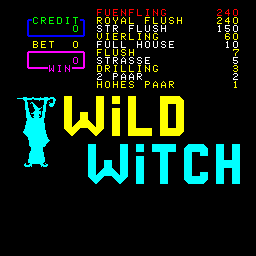 FUENFLING 240
CREDIT ROYAL FLUSH 240
0 STR FLUSH 150
VIERLING 60
BET 0 FULL HOUSE 10
FLUSH 7
0 STRASSE 5
WIN DRILLING 3
2 PAAR 2
HOHES PAAR 1
WiLD
WiTCH